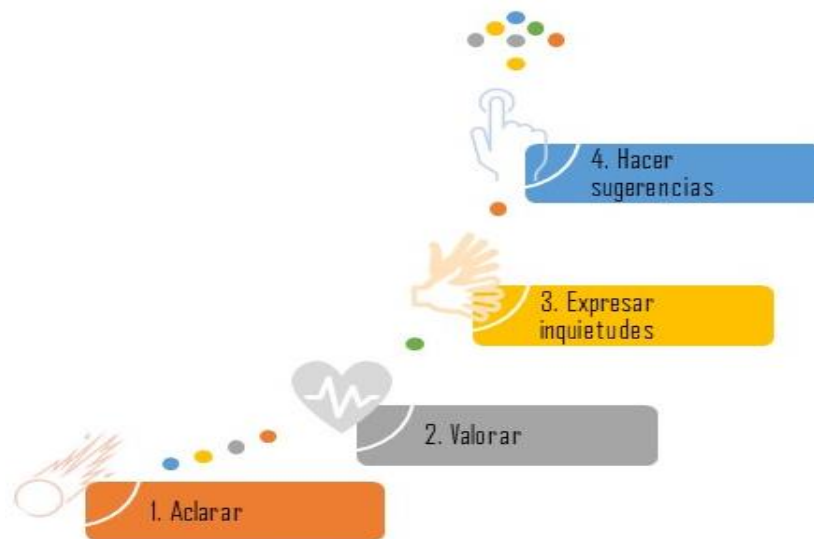 4. Hacer
sugerencias
3. Expresar
inquietudes
2. Valorar
1. Aclarar